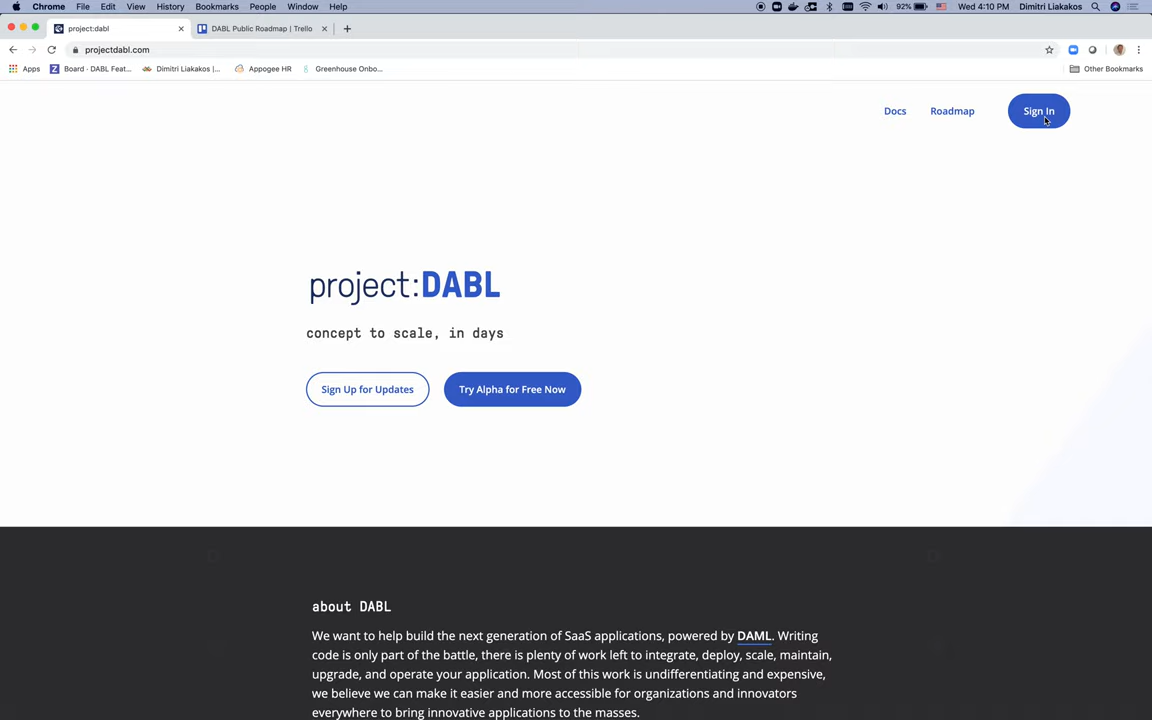 Chrome File Edit View History Bookmarks People Window Help 92% Wed 4:10 PM Dimitri Liakakos
project:dabl DABL Public Roadmap | Trello
projectdabl.com
Apps Board - DABL Feat... Dimitri Liakakos |... Appogee HR Greenhouse Onbo... Other Bookmarks
Docs Roadmap Sign In
project:DABL
concept to scale, in days
Sign Up for Updates Try Alpha for Free Now
about DABL
We want to help build the next generation of SaaS applications, powered by DAML. Writing
code is only part of the battle, there is plenty of work left to integrate, deploy, scale, maintain,
upgrade, and operate your application. Most of this work is undifferentiating and expensive,
we believe we can make it easier and more accessible for organizations and innovators
everywhere to bring innovative applications to the masses.